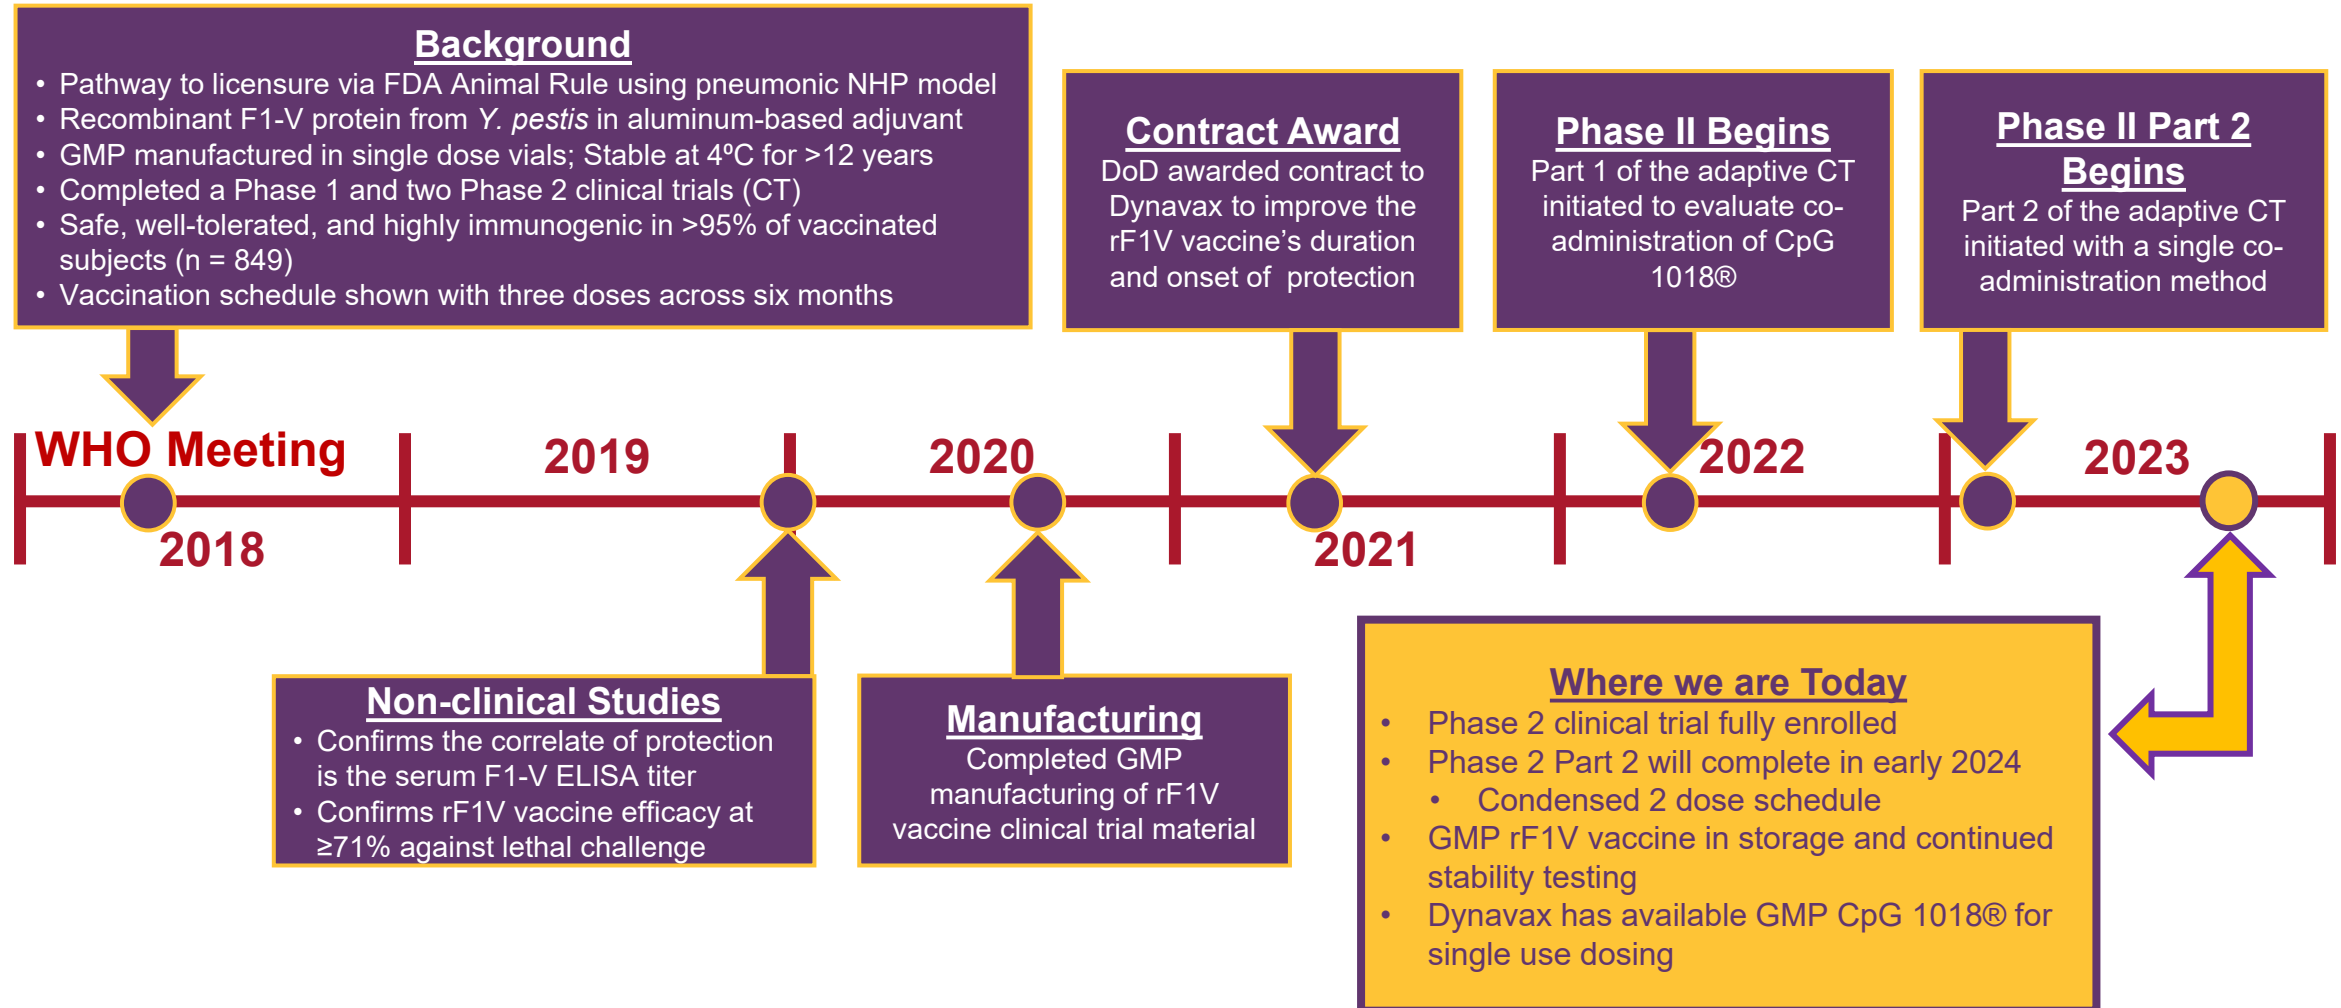 Background
• Pathway to licensure via FDA Animal Rule using pneumonic NHP model
• Recombinant F1-V protein from Y. pestis in aluminum-based adjuvant
• GMP manufactured in single dose vials; Stable at 4ºC for >12 years
• Completed a Phase 1 and two Phase 2 clinical trials (CT)
• Safe, well-tolerated, and highly immunogenic in >95% of vaccinated
subjects (n = 849)
• Vaccination schedule shown with three doses across six months
Contract Award
DoD awarded contract to
Dynavax to improve the
rF1V vaccine’s duration
and onset of protection
Phase II Begins
Part 1 of the adaptive CT
initiated to evaluate co-
administration of CpG
1018®
Phase II Part 2
Begins
Part 2 of the adaptive CT
initiated with a single co-
administration method
WHO Meeting
2018
2019
2020
2021
2022
2023
Non-clinical Studies
• Confirms the correlate of protection
is the serum F1-V ELISA titer
• Confirms rF1V vaccine efficacy at
≥71% against lethal challenge
Manufacturing
Completed GMP
manufacturing of rF1V
vaccine clinical trial material
Where we are Today
• Phase 2 clinical trial fully enrolled
• Phase 2 Part 2 will complete in early 2024
• Condensed 2 dose schedule
• GMP rF1V vaccine in storage and continued
stability testing
• Dynavax has available GMP CpG 1018® for
single use dosing